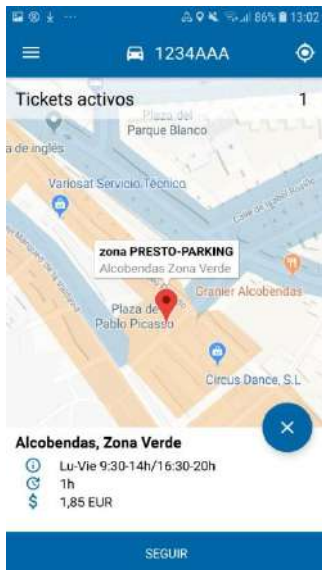 86% 13:02
1234AAA
Tickets activos 1
Plaza del
Parque Blanco
a de inglés
Variosat Servicio Técnico
zona PRESTO-PARKING
Alcobendas Zona Verde
Granier Alcobendas
Plaza de
Pablo Picasso
Circus Dance, S.L
Alcobendas, Zona Verde
Lu-Vie 9:30-14h/16:30-20h
1h
$ 1,85 EUR
SEGUIR